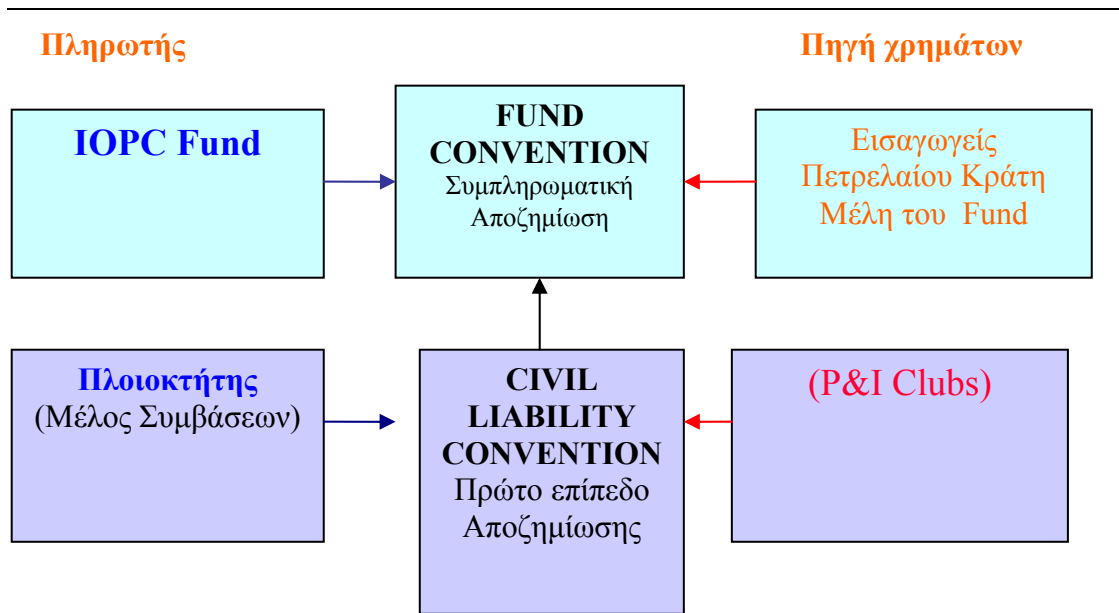 Πληρωτής
Πηγή χρημάτων
IOPC Fund
FUND
CONVENTION
Συμπληρωματική
Αποζημίωση
Εισαγωγείς
Πετρελαίου Κράτη
Μέλη του Fund
Πλοιοκτήτης
(Μέλος Συμβάσεων)
CIVIL
LIABILITY
CONVENTION
Πρώτο επίπεδο
Αποζημίωσης
(P&I Clubs)